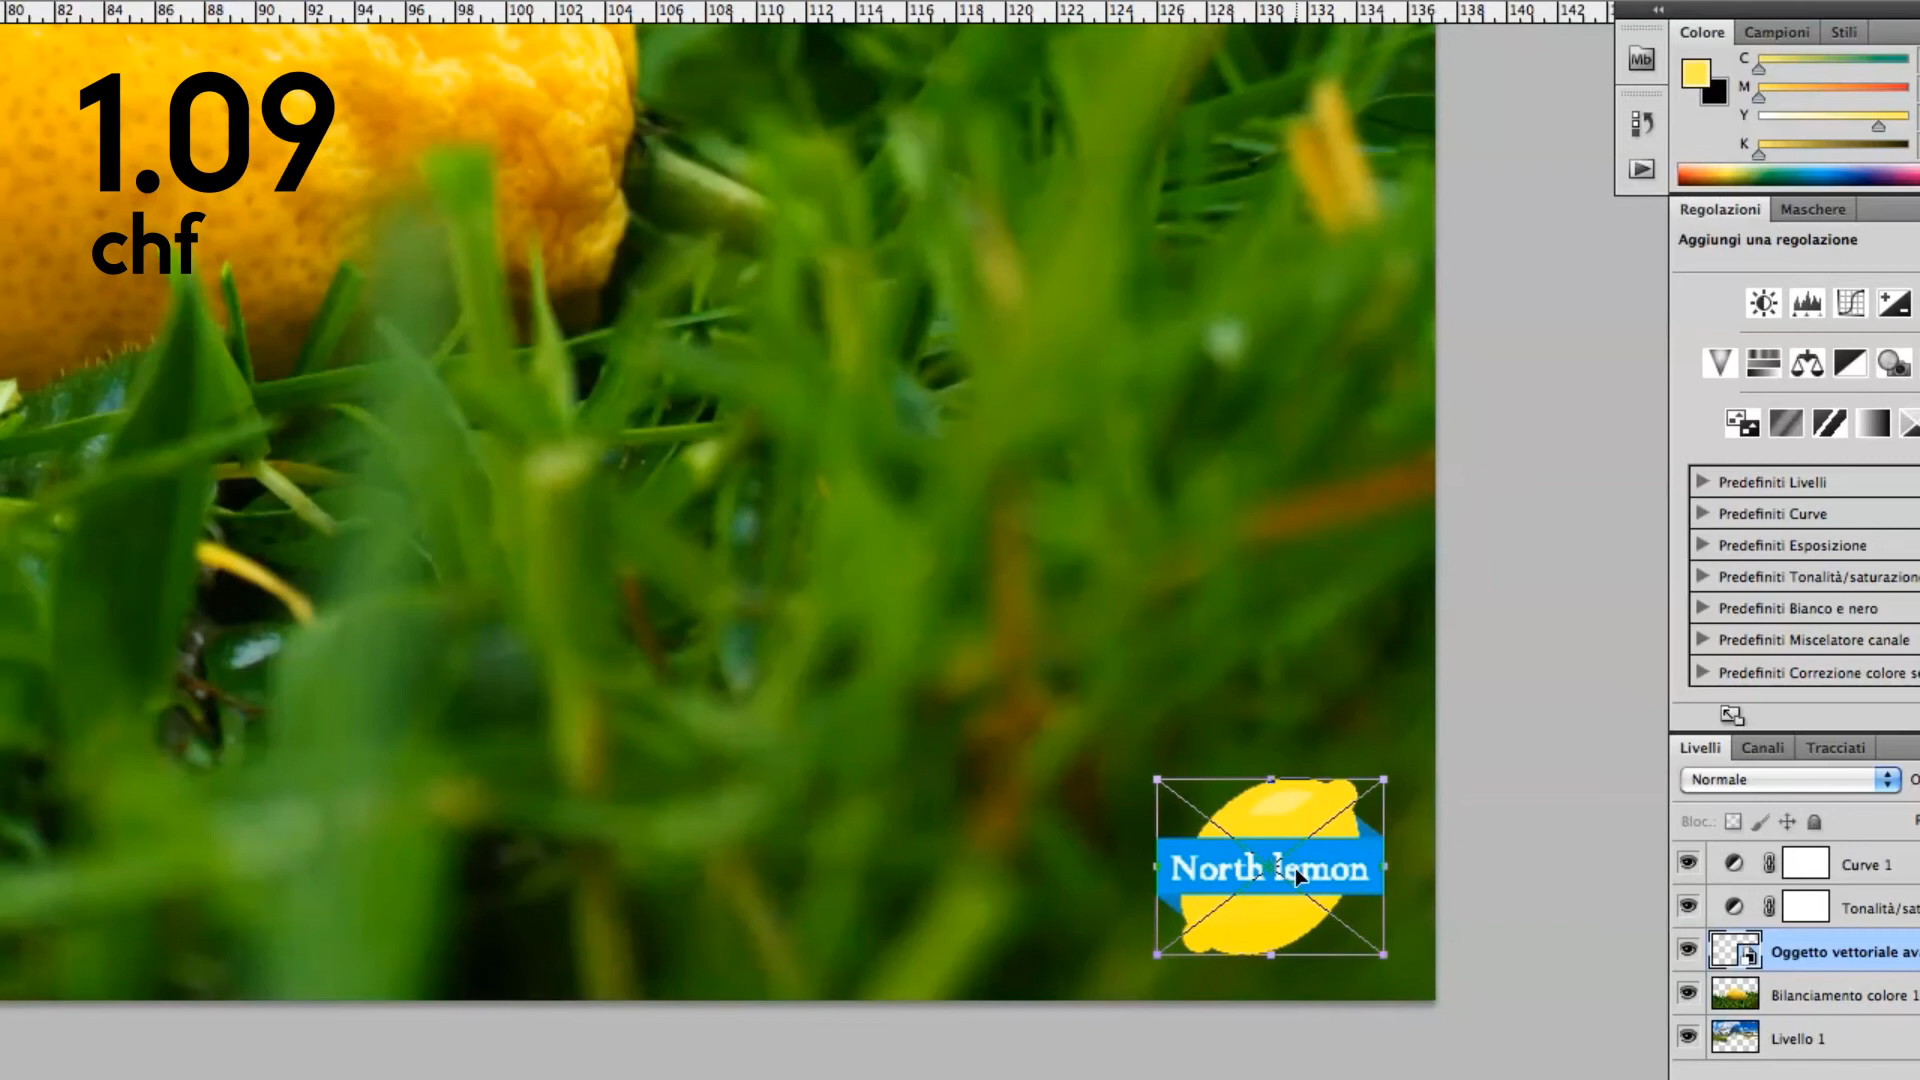 80 82 84 86 88 90 92 94 96 98 100 102 104 106 108 110 112 114 116 118 120 122 124 126 128 130 132 134 136 138 140 142
1.09
chf
North lemon
Mb
Colore Campioni Stili
C
M
Y
K
Regolazioni Maschere
Aggiungi una regolazione
Predefiniti Livelli
Predefiniti Curve
Predefiniti Esposizione
Predefiniti Tonalità/saturazion
Predefiniti Bianco e nero
Predefiniti Miscelatore canale
Predefiniti Correzione colore se
Livelli Canali Tracciati
Normale O
Bloc.:
Curve 1
Tonalità/sat
Oggetto vettoriale av
Bilanciamento colore 1
Livello 1